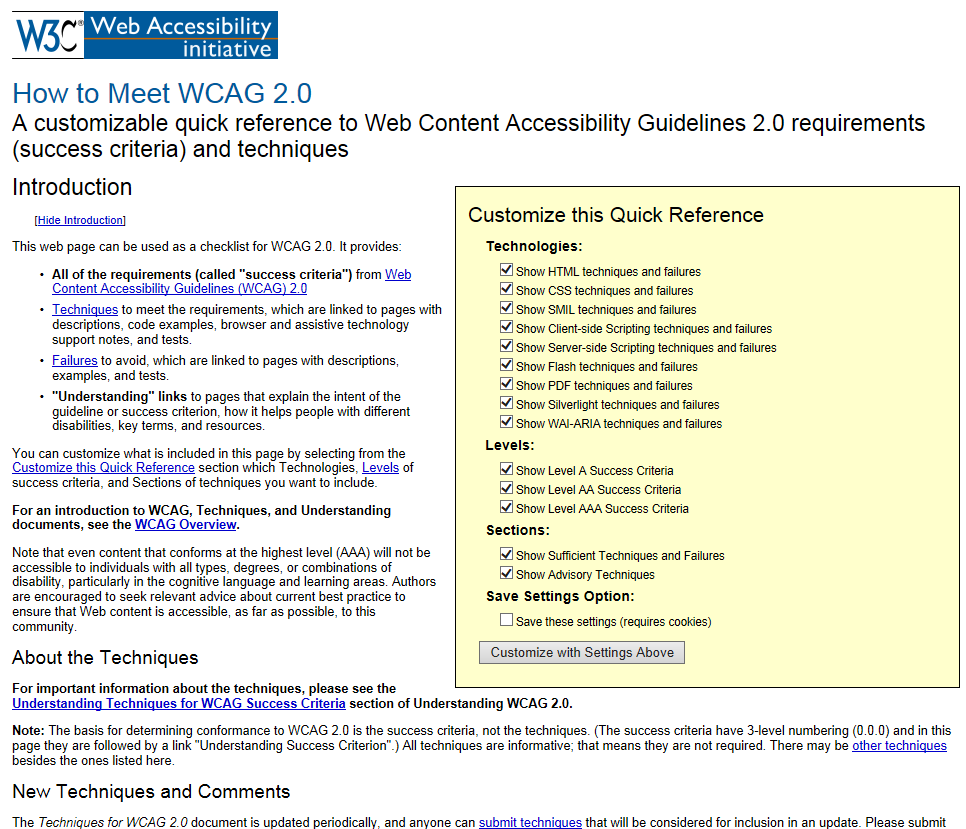 W3C® Web Accessibility
initiative
How to Meet WCAG 2.0
A customizable quick reference to Web Content Accessibility Guidelines 2.0 requirements
(success criteria) and techniques
Introduction
[Hide Introduction]
This web page can be used as a checklist for WCAG 2.0. It provides:
• All of the requirements (called "success criteria") from Web
Content Accessibility Guidelines (WCAG) 2.0
• Techniques to meet the requirements, which are linked to pages with
descriptions, code examples, browser and assistive technology
support notes, and tests.
• Failures to avoid, which are linked to pages with descriptions,
examples, and tests.
• "Understanding" links to pages that explain the intent of the
guideline or success criterion, how it helps people with different
disabilities, key terms, and resources.
You can customize what is included in this page by selecting from the
Customize this Quick Reference section which Technologies, Levels of
success criteria, and Sections of techniques you want to include.
For an introduction to WCAG, Techniques, and Understanding
documents, see the WCAG Overview.
Note that even content that conforms at the highest level (AAA) will not be
accessible to individuals with all types, degrees, or combinations of
disability, particularly in the cognitive language and learning areas. Authors
are encouraged to seek relevant advice about current best practice to
ensure that Web content is accessible, as far as possible, to this
community.
Customize this Quick Reference
Technologies:
Show HTML techniques and failures
Show CSS techniques and failures
Show SMIL techniques and failures
Show Client-side Scripting techniques and failures
Show Server-side Scripting techniques and failures
Show Flash techniques and failures
Show PDF techniques and failures
Show Silverlight techniques and failures
Show WAI-ARIA techniques and failures
Levels:
Show Level A Success Criteria
Show Level AA Success Criteria
Show Level AAA Success Criteria
Sections:
Show Sufficient Techniques and Failures
Show Advisory Techniques
Save Settings Option:
Save these settings (requires cookies)
Customize with Settings Above
About the Techniques
For important information about the techniques, please see the
Understanding Techniques for WCAG Success Criteria section of Understanding WCAG 2.0.
Note: The basis for determining conformance to WCAG 2.0 is the success criteria, not the techniques. (The success criteria have 3-level numbering (0.0.0) and in this
page they are followed by a link "Understanding Success Criterion".) All techniques are informative; that means they are not required. There may be other techniques
besides the ones listed here.
New Techniques and Comments
The Techniques for WCAG 2.0 document is updated periodically, and anyone can submit techniques that will be considered for inclusion in an update. Please submit